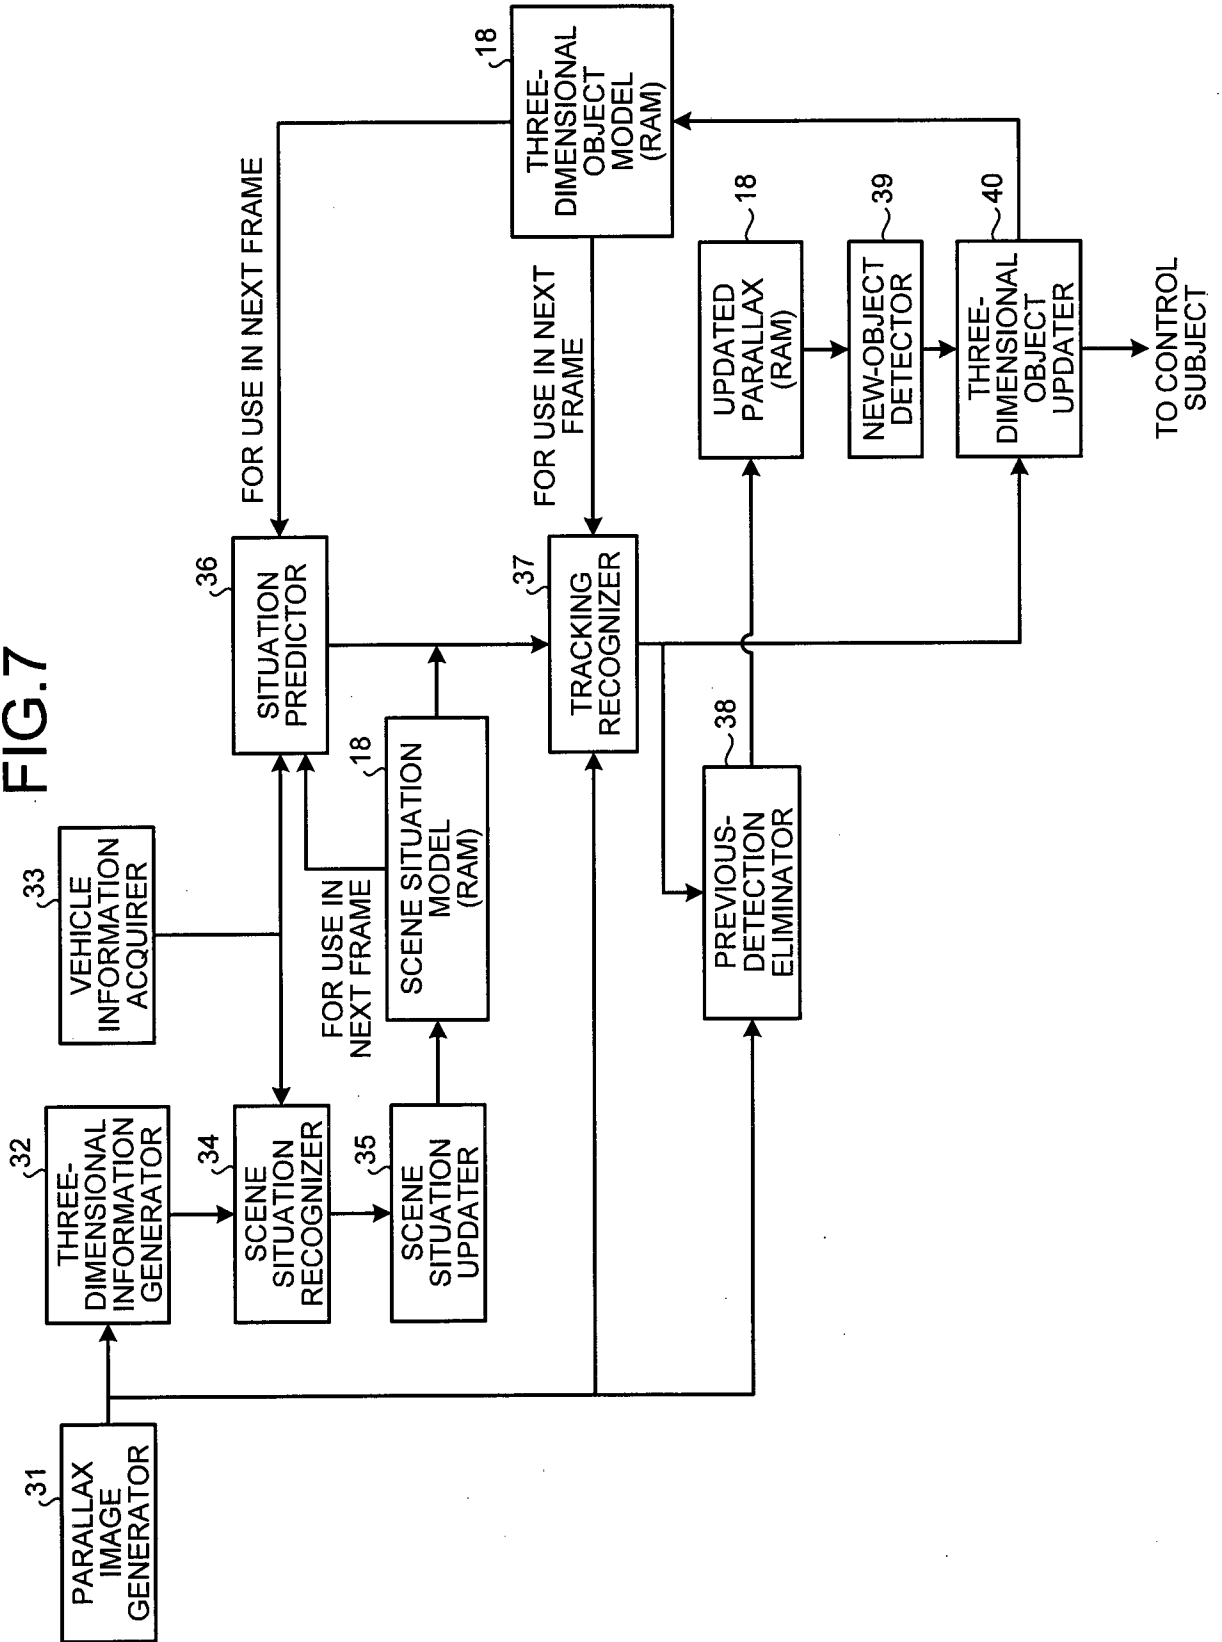 FIG.7
31
PARALLAX
IMAGE
GENERATOR
32
THREE-
DIMENSIONAL
INFORMATION
GENERATOR
33
VEHICLE
INFORMATION
ACQUIRER
34
SCENE
SITUATION
RECOGNIZER
35
SCENE
SITUATION
UPDATER
FOR USE IN
NEXT FRAME
18
SCENE SITUATION
MODEL
(RAM)
36
SITUATION
PREDICTOR
FOR USE IN NEXT FRAME
18
THREE-
DIMENSIONAL
OBJECT
MODEL
(RAM)
FOR USE IN NEXT
FRAME
37
TRACKING
RECOGNIZER
38
PREVIOUS-
DETECTION
ELIMINATOR
18
UPDATED
PARALLAX
(RAM)
39
NEW-OBJECT
DETECTOR
40
THREE-
DIMENSIONAL
OBJECT
UPDATER
TO CONTROL
SUBJECT